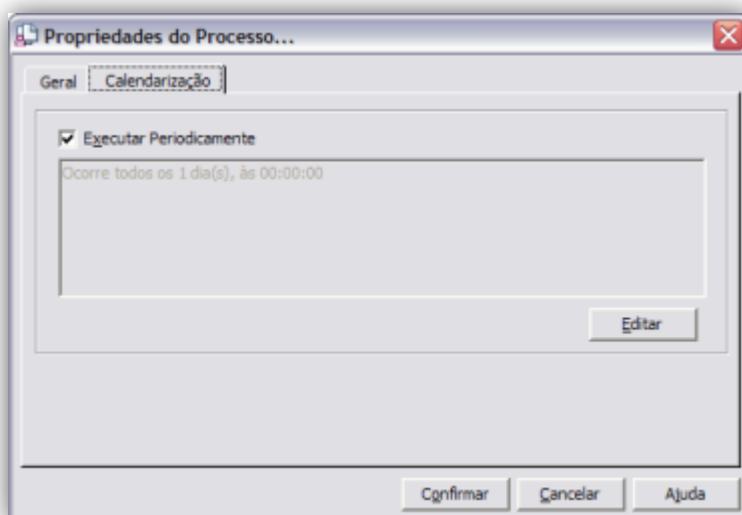 Propriedades do Processo...
Geral Calendarização
Executar Periodicamente
Ocorre todos os 1 dia(s), às 00:00:00
Editar
Confirmar Cancelar Ajuda